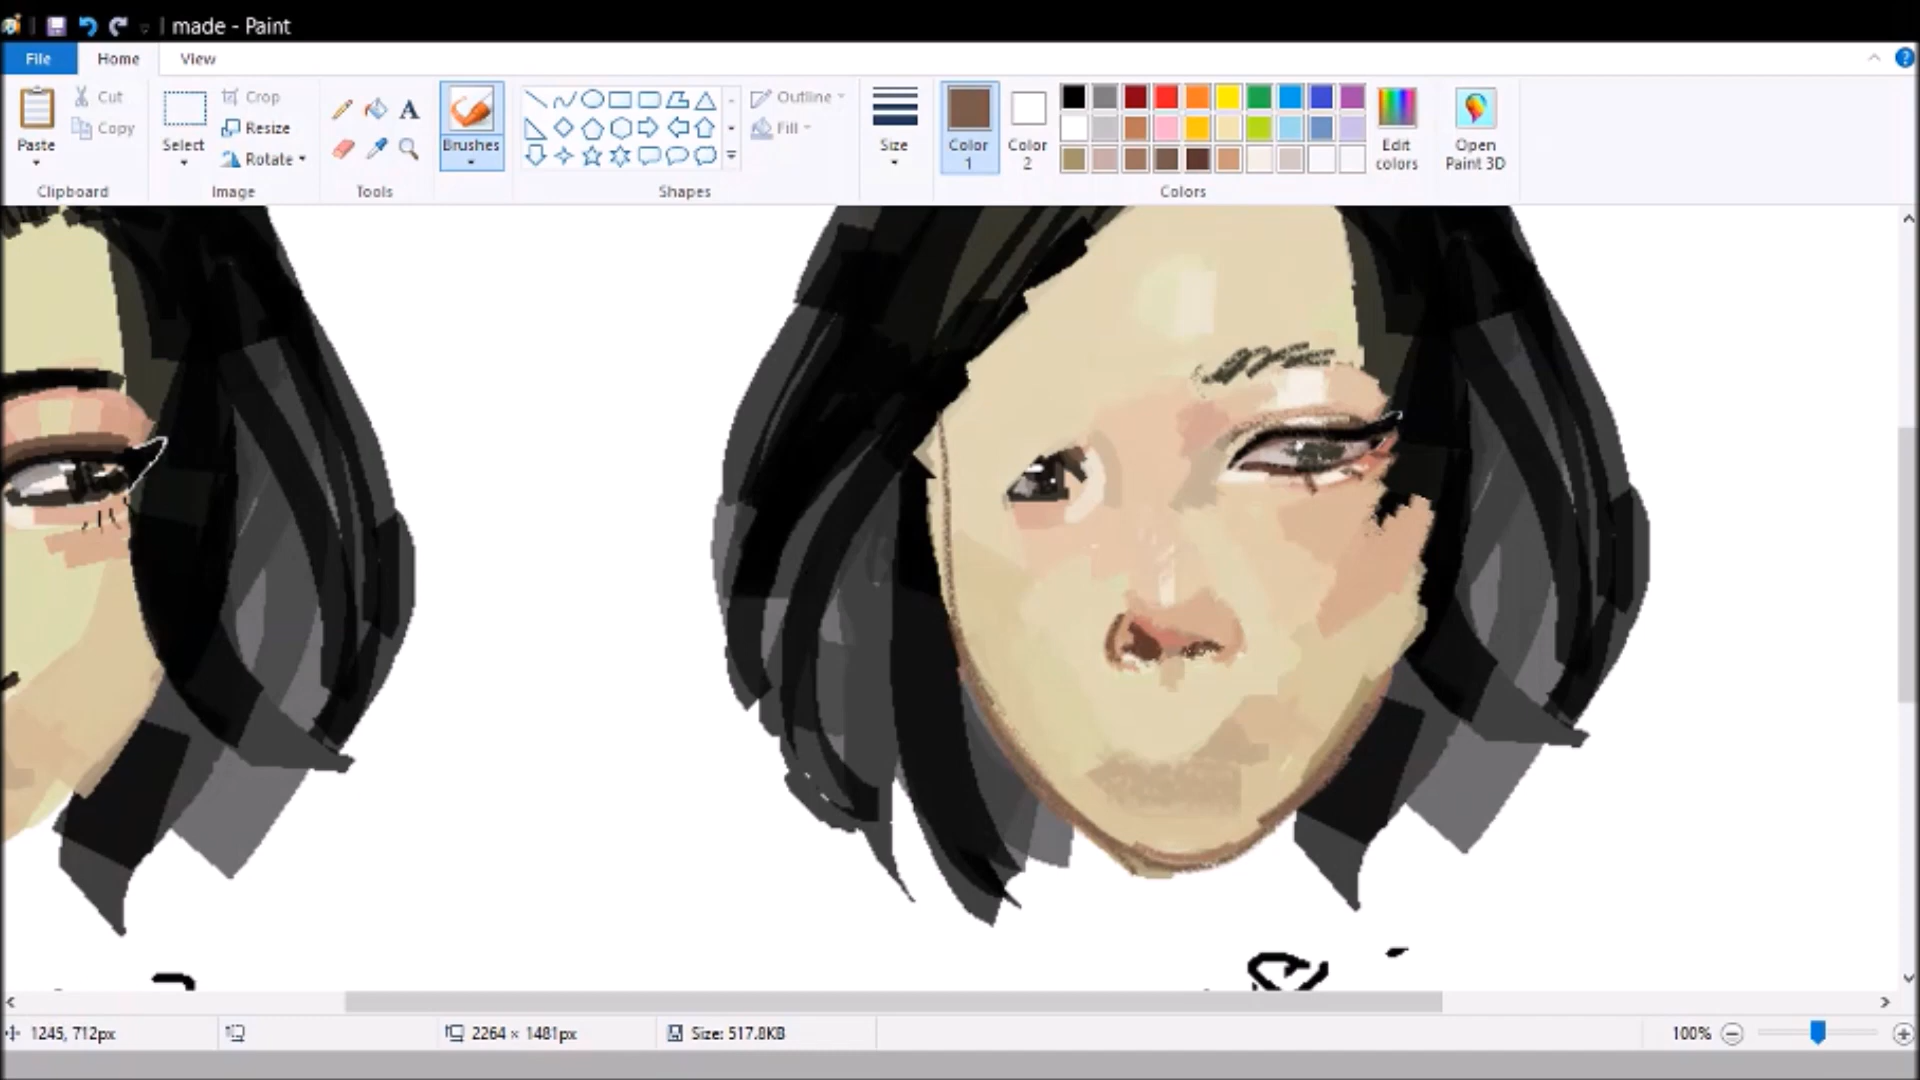 made - Paint
File Home View
Paste
Cut
Copy
Clipboard
Select
Crop
Resize
Rotate
Image
A
Tools
Brushes
Shapes
Outline
Fill
Size
Color 1
Color 2
Edit colors
Open Paint 3D
Colors
1245, 712px
2264 × 1481px
Size: 517.8KB
100%